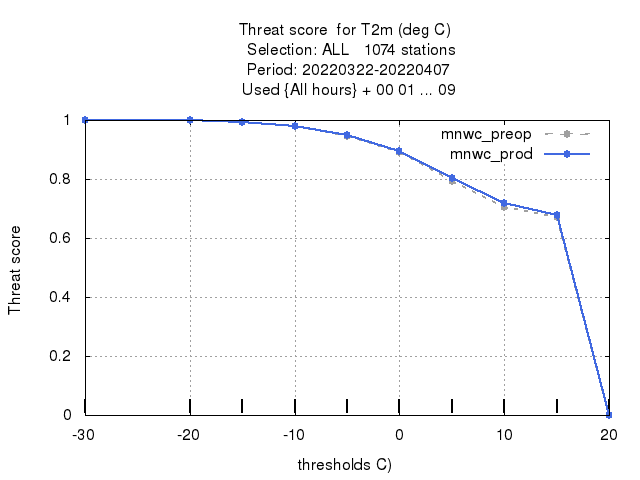 Threat score for T2m (deg C)
Selection: ALL 1074 stations
Period: 20220322-20220407
Used {All hours} + 00 01 ... 09
mnwc_preop
mnwc_prod
1
0.8
0.6
0.4
0.2
0
Threat score
-30 -20 -10 0 10 20
thresholds C)